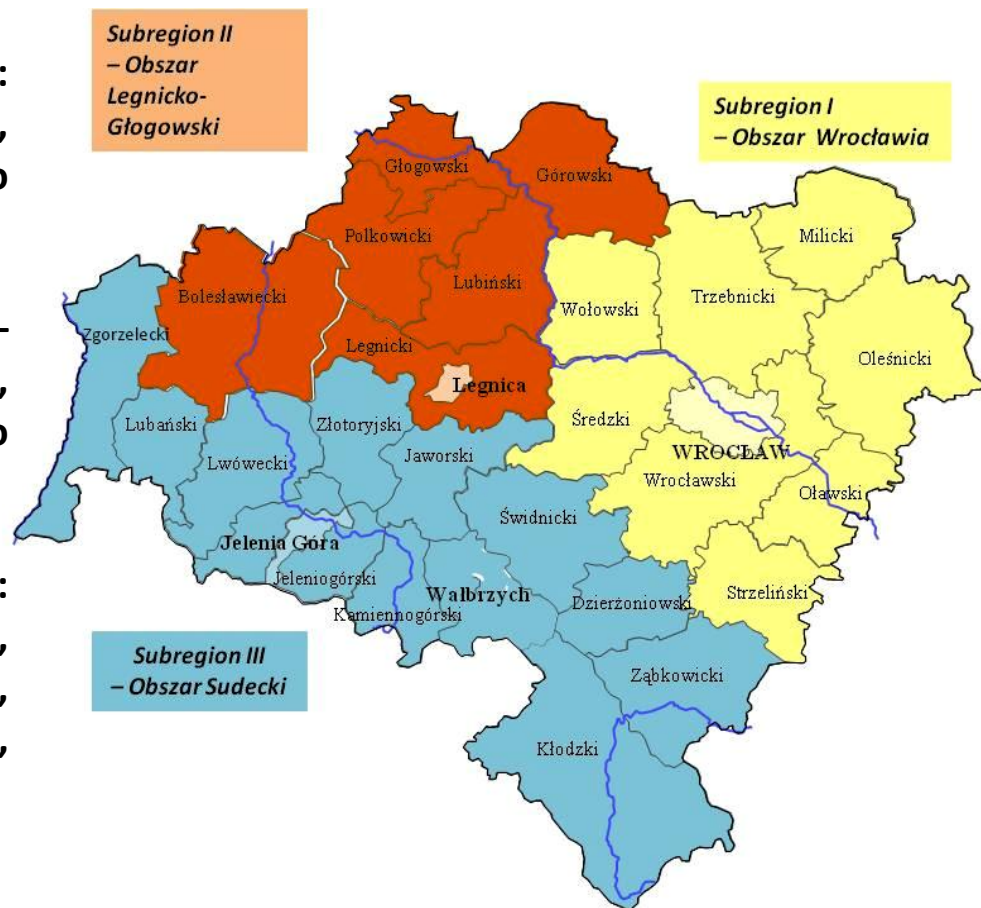 Subregion II
– Obszar
Legnicko-
Głogowski
:
,
Subregion I
– Obszar Wrocławia
Głogowski
Górowski
Polkowicki
Milicki
Bolesławiecki
Lubiński
Wołowski
Trzebnicki
Zgorzelecki
Legnicki
Oleśnicki
–
Legnica
,
Średzki
Lubański
Złotoryjski
Lwówecki
Jaworski
WROCŁAW
Wrocławski
Oławski
Świdnicki
Jelenia Góra
Jeleniogórski
:
Wałbrzych
Dzierżoniowski
Strzeliński
Kamiennogórski
,
Subregion III
– Obszar Sudecki
Ząbkowicki
,
Kłodzki
,